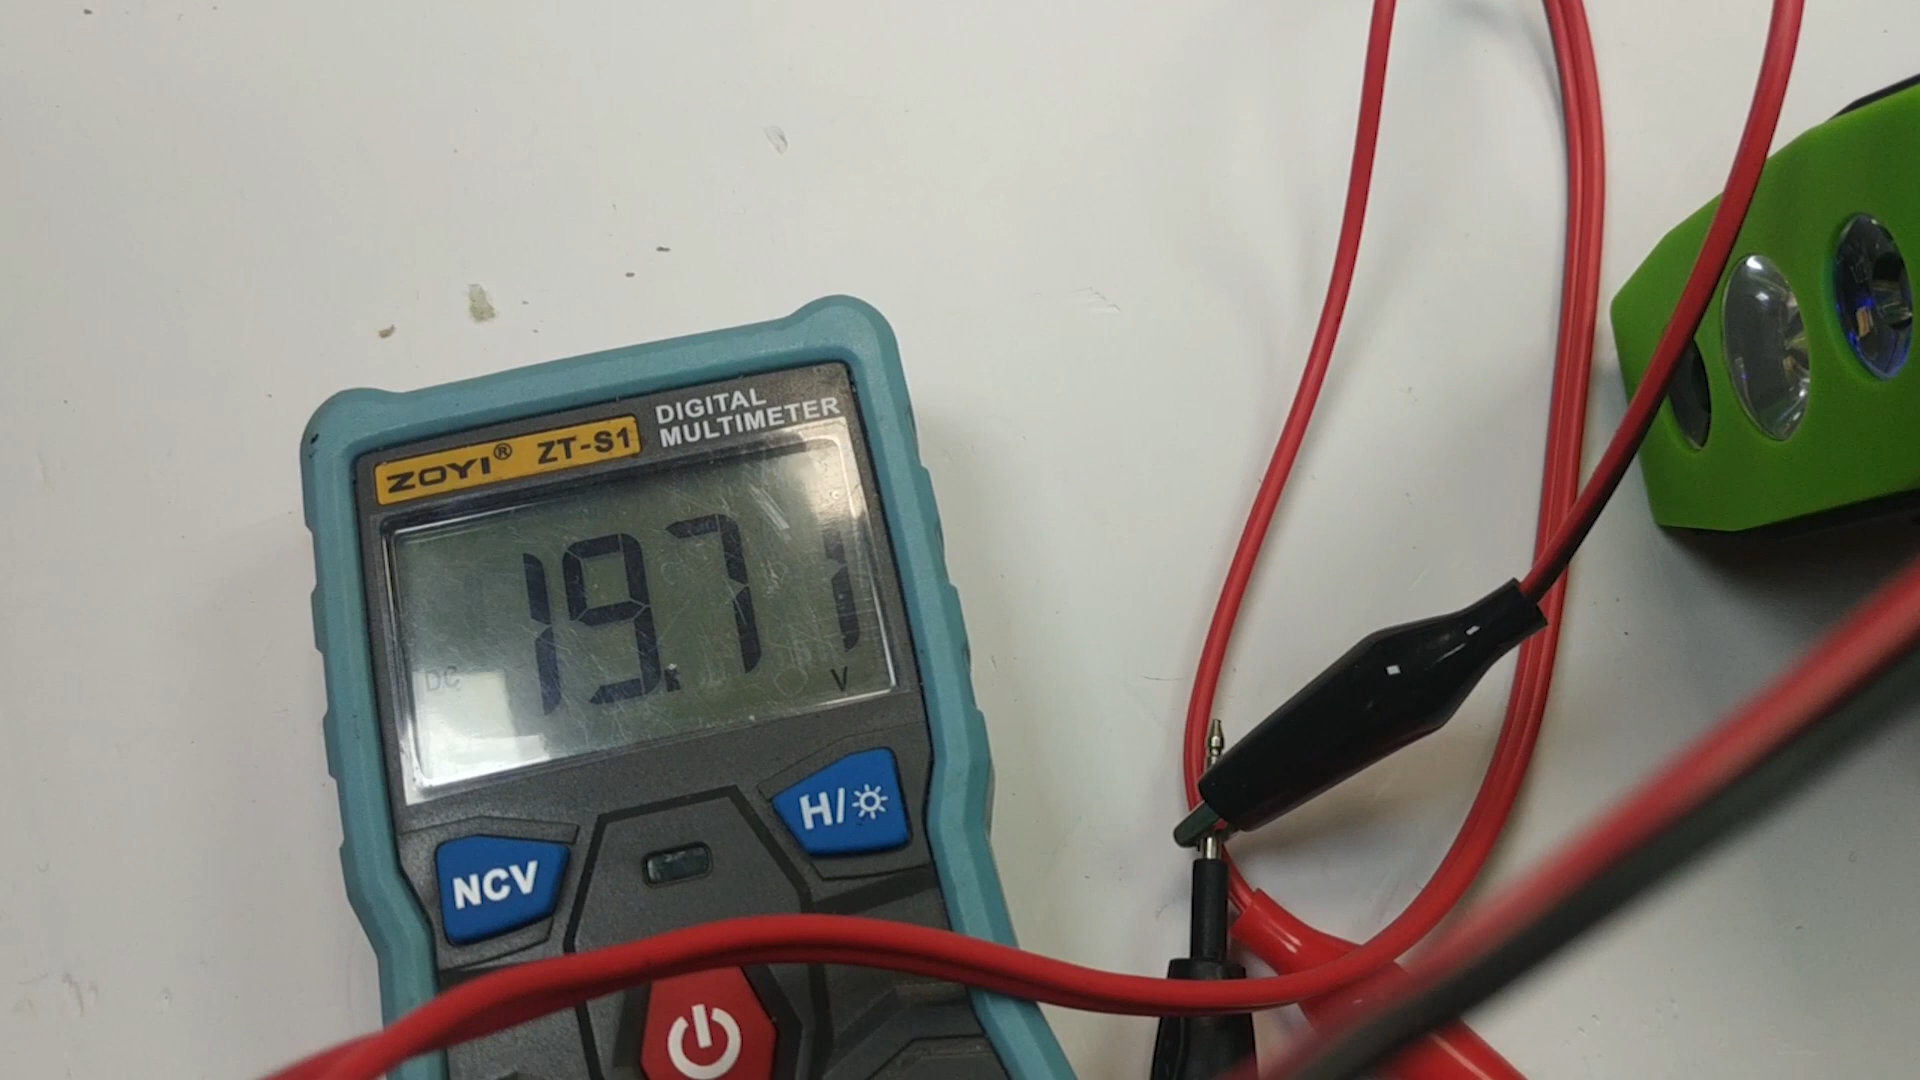 ZOYI® ZT-S1
DIGITAL
MULTIMETER
19.71
DC V
NCV
H/